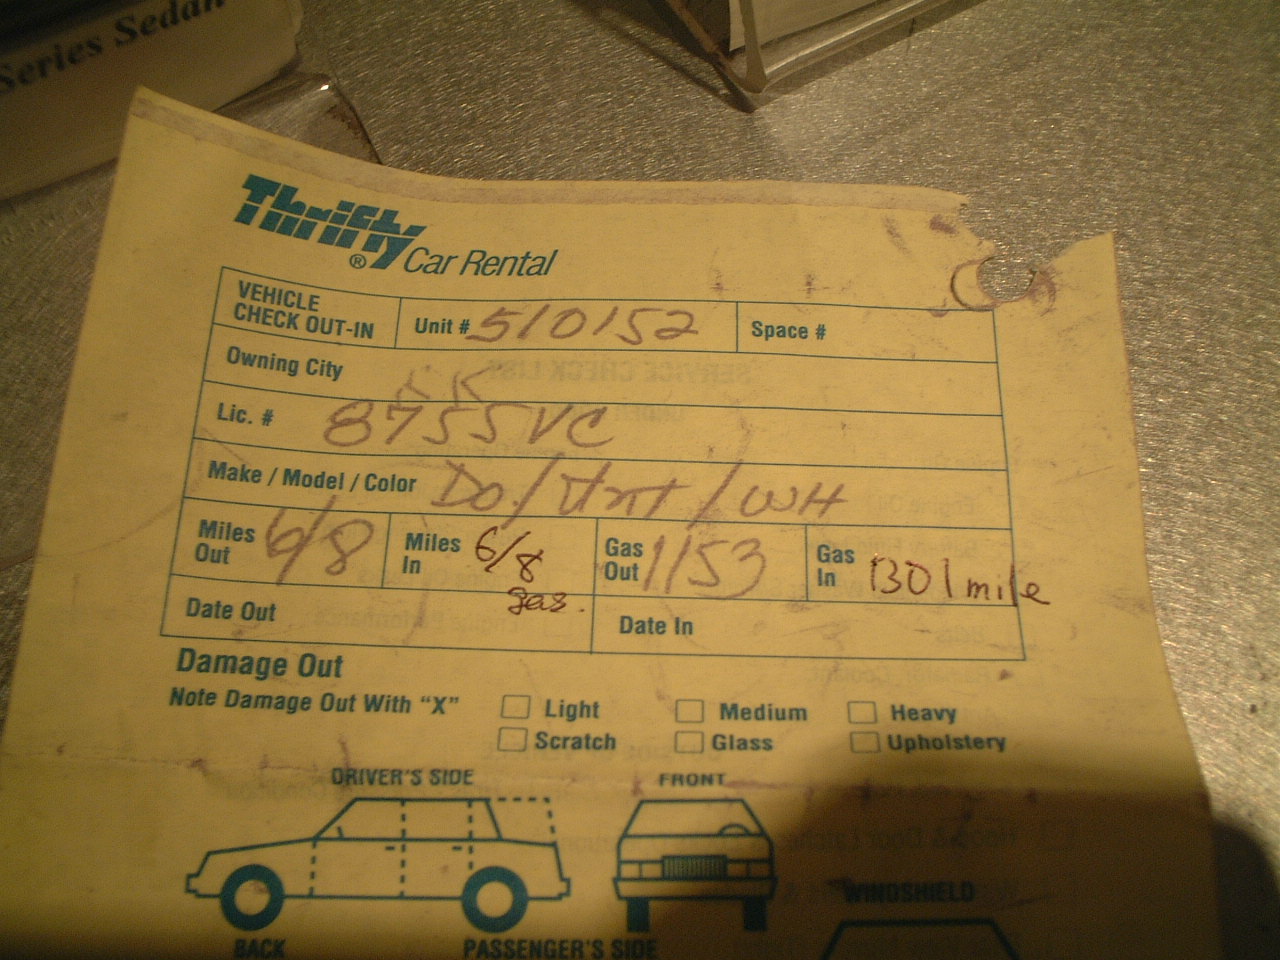 Series Sedan
Thrifty
® Car Rental
VEHICLE CHECK OUT-IN
Unit # 510152
Space #
Owning City
Lic. # 8755VC
Make / Model / Color Do. / / WH
Miles Out 6/8
Miles In 6/8 gas.
Gas Out 1153
Gas In 1301 mile
Date Out
Date In
Damage Out
Note Damage Out With "X"
Light
Medium
Heavy
Scratch
Glass
Upholstery
DRIVER'S SIDE
FRONT
WINDSHIELD
BACK
PASSENGER'S SIDE